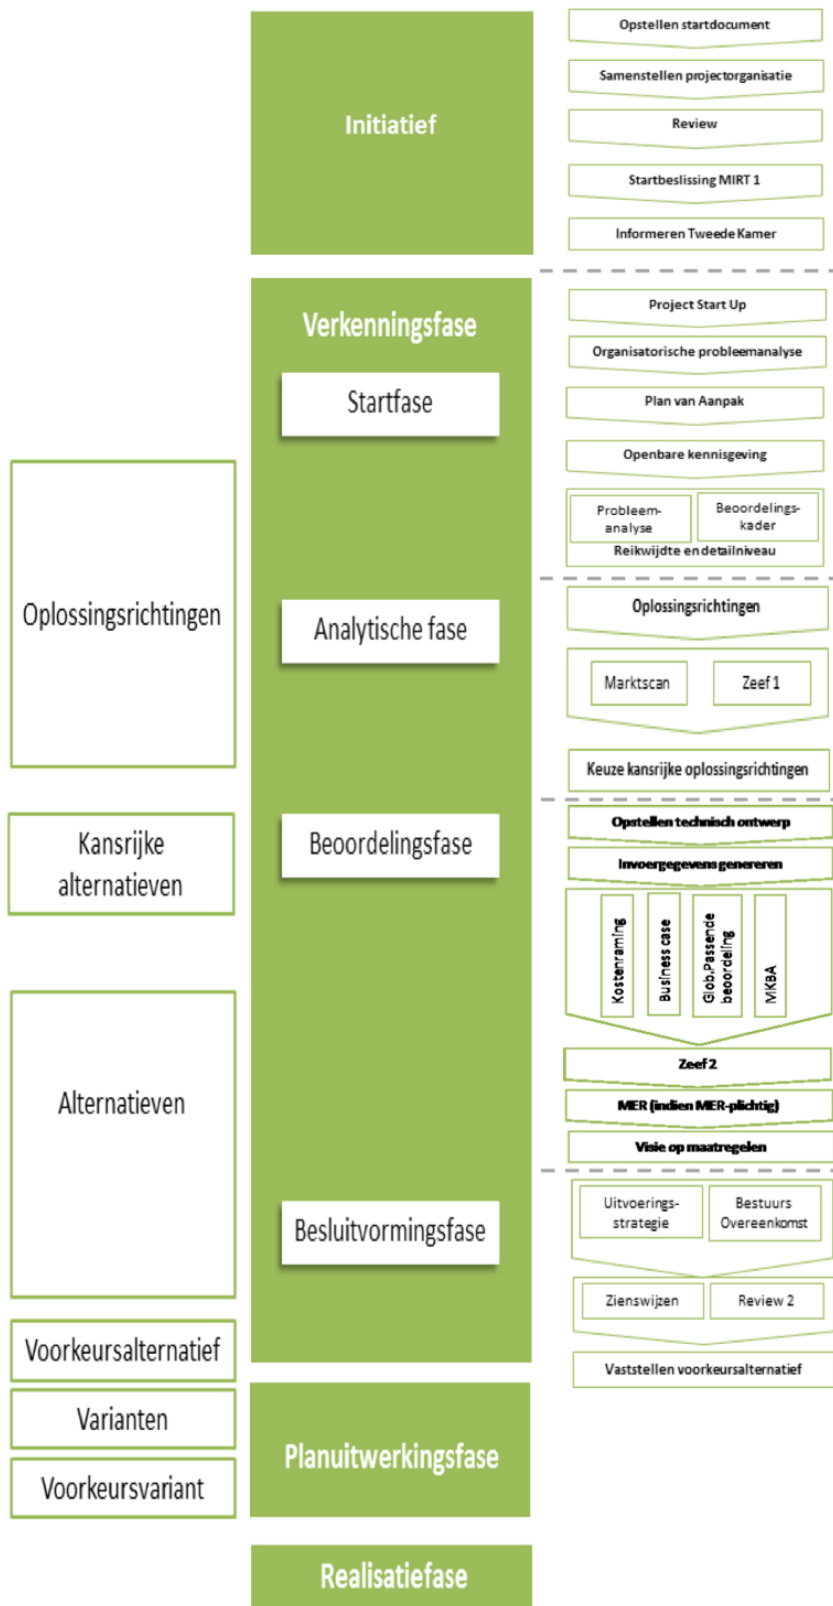 Initiatief
Opstellen startdocument
Samenstellen projectorganisatie
Review
Startbeslissing MIRT 1
Informeren Tweede Kamer
Verkenningsfase
Startfase
Project Start Up
Organisatorische probleemanalyse
Plan van Aanpak
Openbare kennisgeving
Probleem-
analyse
Beoordelings-
kader
Reikwijdte en detailniveau
Oplossingsrichtingen
Analytische fase
Oplossingsrichtingen
Marktscan
Zeef 1
Keuze kansrijke oplossingsrichtingen
Kansrijke
alternatieven
Beoordelingsfase
Opstellen technisch ontwerp
Invoergegevens genereren
Kostenraming
Business case
Glob.Passende
beoordeling
MKBA
Zeef 2
MER (indien MER-plichtig)
Visie op maatregelen
Alternatieven
Besluitvormingsfase
Uitvoerings-
strategie
Bestuurs
Overeenkomst
Zienswijzen
Review 2
Vaststellen voorkeursalternatief
Voorkeursalternatief
Varianten
Voorkeursvariant
Planuitwerkingsfase
Realisatiefase